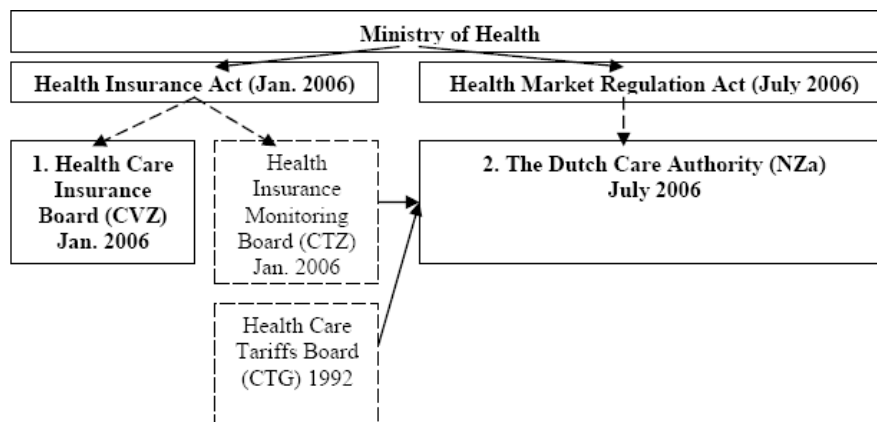 Ministry of Health
Health Insurance Act (Jan. 2006)
Health Market Regulation Act (July 2006)
1. Health Care
Insurance
Board (CVZ)
Jan. 2006
Health
Insurance
Monitoring
Board (CTZ)
Jan. 2006
2. The Dutch Care Authority (NZa)
July 2006
Health Care
Tariffs Board
(CTG) 1992